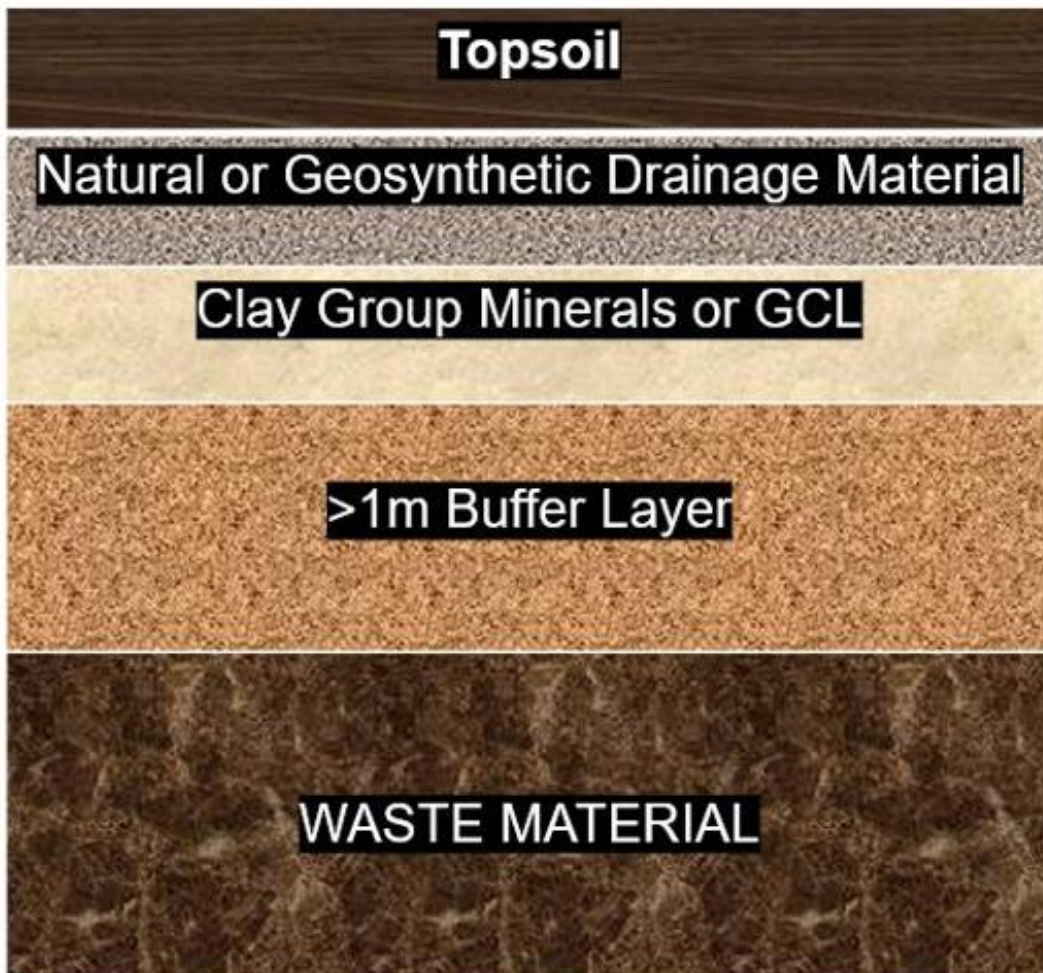 Topsoil
Natural or Geosynthetic Drainage Material
Clay Group Minerals or GCL
>1m Buffer Layer
WASTE MATERIAL